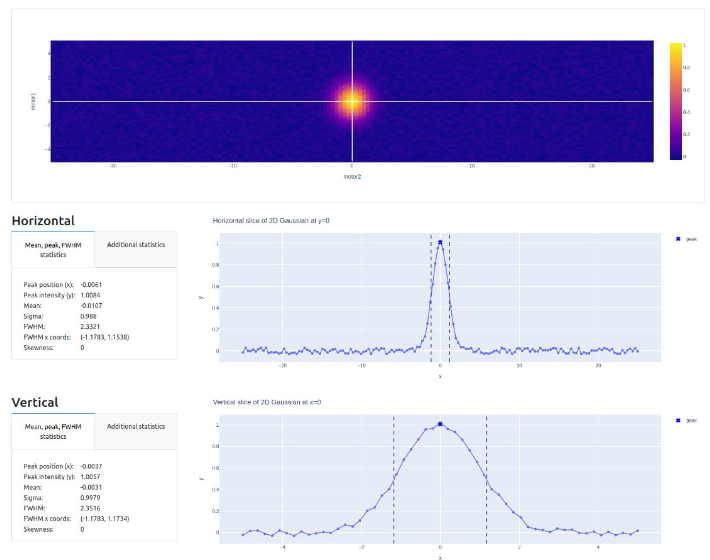 4
2
0
−2
−4
motor1
−20
−10
0
10
20
motor2
1
0.8
0.6
0.4
0.2
0
Horizontal
Mean, peak, FWHM
statistics
Additional statistics
Peak position (x): -0.0061
Peak intensity (y): 1.0084
Mean: -0.0107
Sigma: 0.988
FWHM: 2.3321
FWHM x coords: (-1.1783, 1.1538)
Skewness: 0
Horizontal slice of 2D Gaussian at y=0
1
0.8
0.6
0.4
0.2
0
y
−20
−10
0
10
20
x
peak
Vertical
Mean, peak, FWHM
statistics
Additional statistics
Peak position (x): -0.0037
Peak intensity (y): 1.0057
Mean: -0.0031
Sigma: 0.9979
FWHM: 2.3516
FWHM x coords: (-1.1783, 1.1734)
Skewness: 0
Vertical slice of 2D Gaussian at x=0
1
0.8
0.6
0.4
0.2
0
y
−4
−2
0
2
4
x
peak